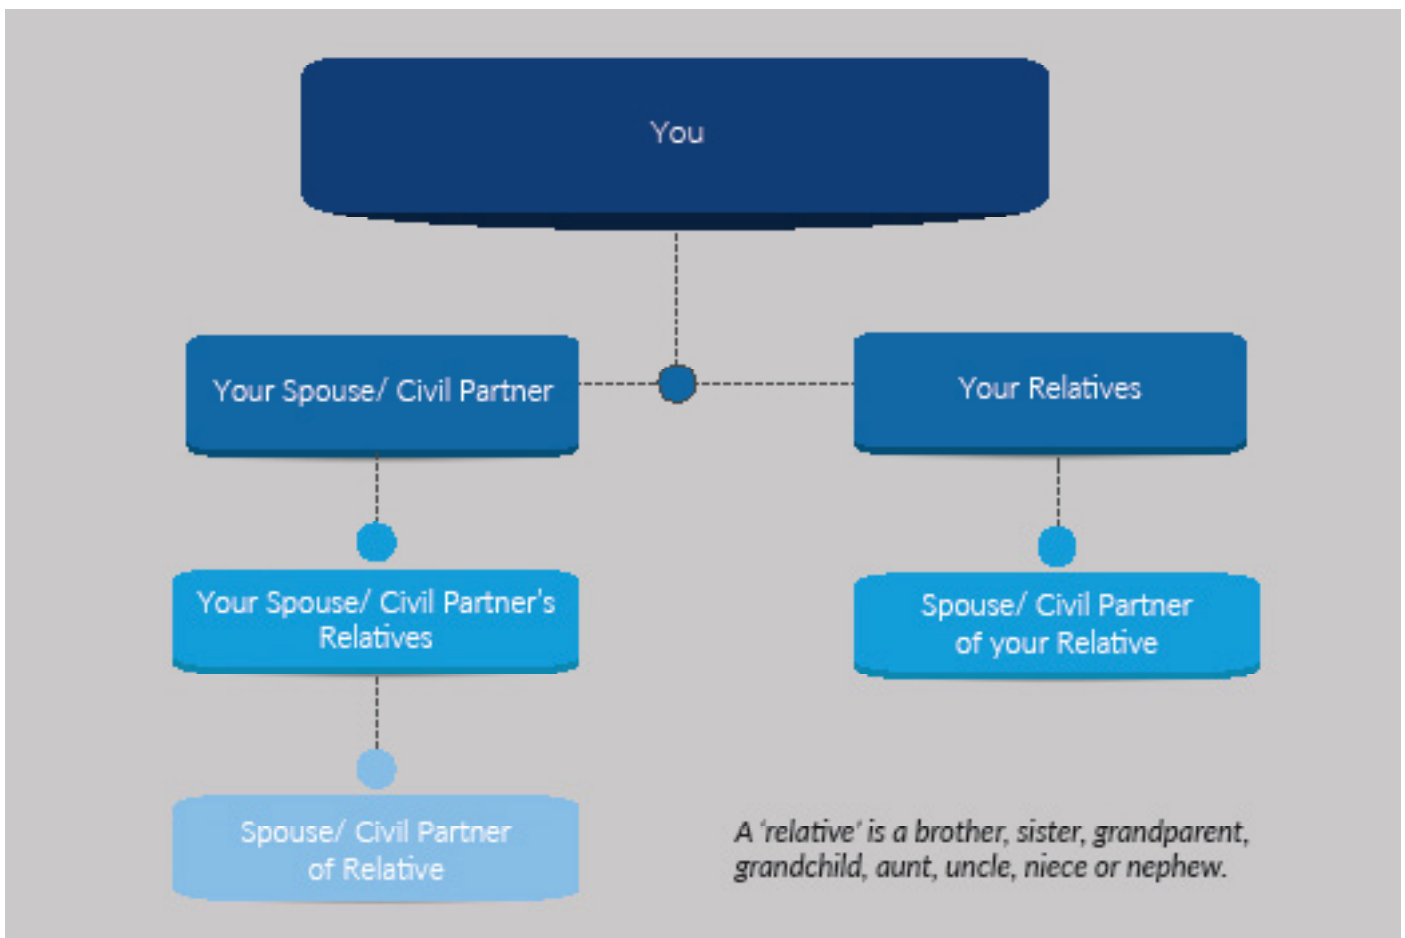 You
Your Spouse/ Civil Partner
Your Relatives
Your Spouse/ Civil Partner's
Relatives
Spouse/ Civil Partner
of your Relative
Spouse/ Civil Partner
of Relative
A ‘relative’ is a brother, sister, grandparent,
grandchild, aunt, uncle, niece or nephew.